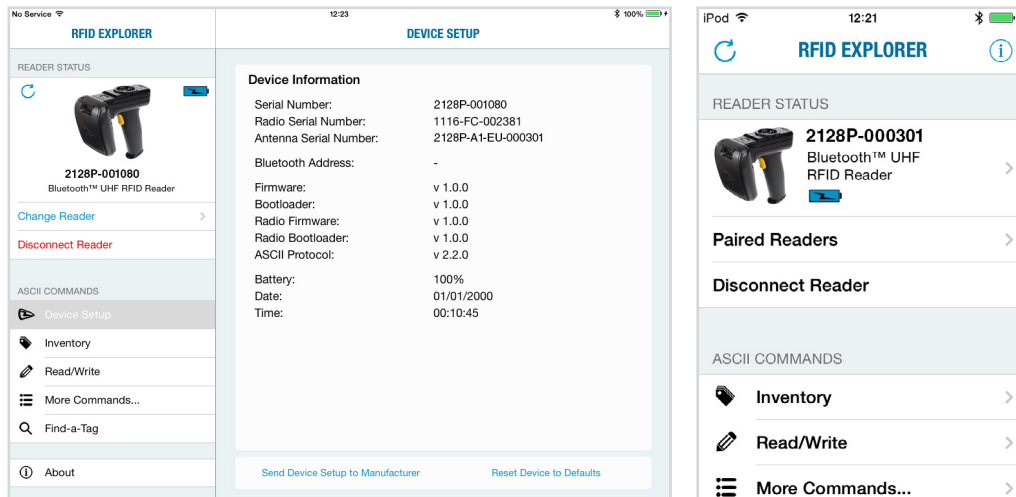 No Service 12:23 100%
RFID EXPLORER
READER STATUS
2128P-001080
Bluetooth™ UHF RFID Reader
Change Reader
Disconnect Reader
ASCII COMMANDS
Device Setup
Inventory
Read/Write
More Commands...
Find-a-Tag
About
DEVICE SETUP
Device Information
Serial Number: 2128P-001080
Radio Serial Number: 1116-FC-002381
Antenna Serial Number: 2128P-A1-EU-000301
Bluetooth Address: -
Firmware: v 1.0.0
Bootloader: v 1.0.0
Radio Firmware: v 1.0.0
Radio Bootloader: v 1.0.0
ASCII Protocol: v 2.2.0
Battery: 100%
Date: 01/01/2000
Time: 00:10:45
Send Device Setup to Manufacturer Reset Device to Defaults
iPod 12:21
RFID EXPLORER
READER STATUS
2128P-000301
Bluetooth™ UHF
RFID Reader
Paired Readers
Disconnect Reader
ASCII COMMANDS
Inventory
Read/Write
More Commands...